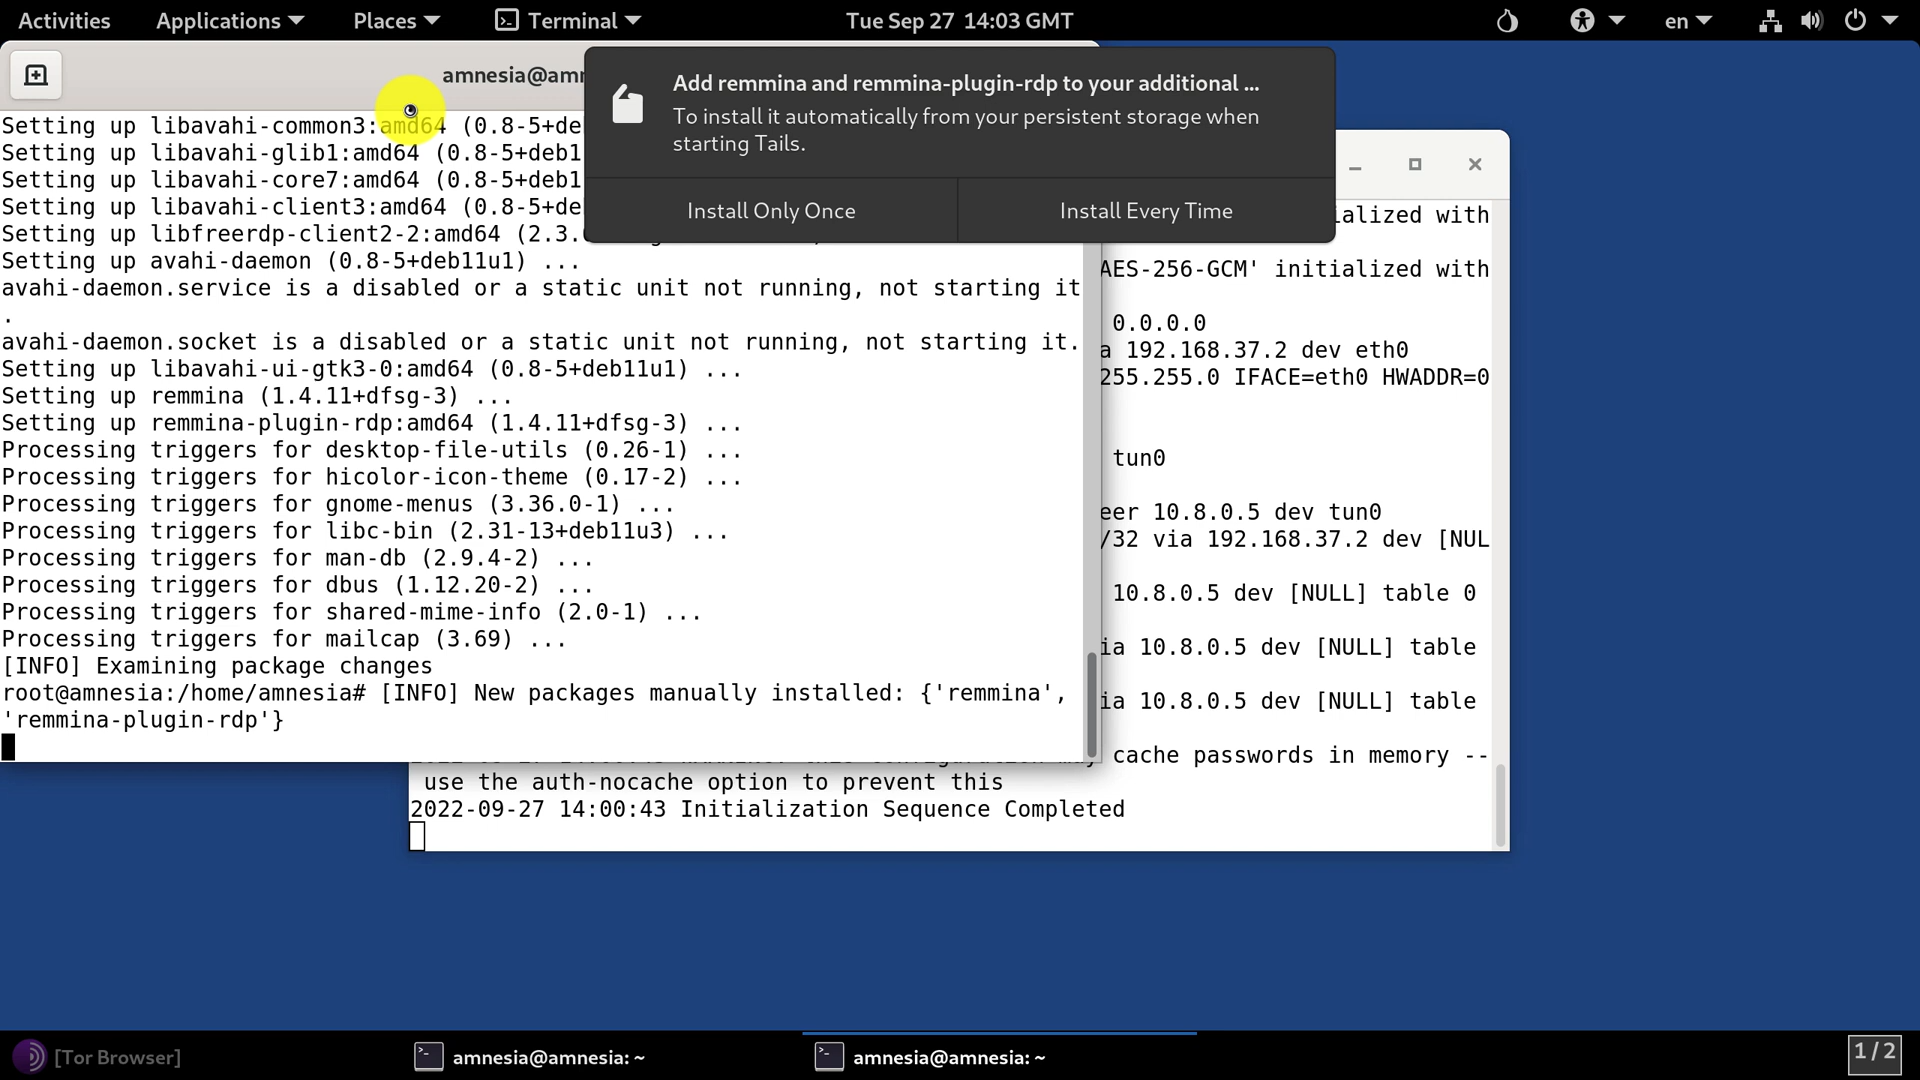 Activities Applications Places Terminal Tue Sep 27 14:03 GMT en
amnesia@amn
Add remmina and remmina-plugin-rdp to your additional ...
To install it automatically from your persistent storage when
starting Tails.
Install Only Once Install Every Time
Setting up libavahi-common3:amd64 (0.8-5+deb
Setting up libavahi-glib1:amd64 (0.8-5+deb1
Setting up libavahi-core7:amd64 (0.8-5+deb1
Setting up libavahi-client3:amd64 (0.8-5+de
Setting up libfreerdp-client2-2:amd64 (2.3.
Setting up avahi-daemon (0.8-5+deb11u1) ...
avahi-daemon.service is a disabled or a static unit not running, not starting it
.
avahi-daemon.socket is a disabled or a static unit not running, not starting it.
Setting up libavahi-ui-gtk3-0:amd64 (0.8-5+deb11u1) ...
Setting up remmina (1.4.11+dfsg-3) ...
Setting up remmina-plugin-rdp:amd64 (1.4.11+dfsg-3) ...
Processing triggers for desktop-file-utils (0.26-1) ...
Processing triggers for hicolor-icon-theme (0.17-2) ...
Processing triggers for gnome-menus (3.36.0-1) ...
Processing triggers for libc-bin (2.31-13+deb11u3) ...
Processing triggers for man-db (2.9.4-2) ...
Processing triggers for dbus (1.12.20-2) ...
Processing triggers for shared-mime-info (2.0-1) ...
Processing triggers for mailcap (3.69) ...
[INFO] Examining package changes
root@amnesia:/home/amnesia# [INFO] New packages manually installed: {'remmina',
'remmina-plugin-rdp'}
ialized with
AES-256-GCM' initialized with
0.0.0.0
a 192.168.37.2 dev eth0
255.255.0 IFACE=eth0 HWADDR=0
tun0
eer 10.8.0.5 dev tun0
/32 via 192.168.37.2 dev [NUL
10.8.0.5 dev [NULL] table 0
ia 10.8.0.5 dev [NULL] table
ia 10.8.0.5 dev [NULL] table
cache passwords in memory --
use the auth-nocache option to prevent this
2022-09-27 14:00:43 Initialization Sequence Completed
[Tor Browser] amnesia@amnesia: ~ amnesia@amnesia: ~ 1/2